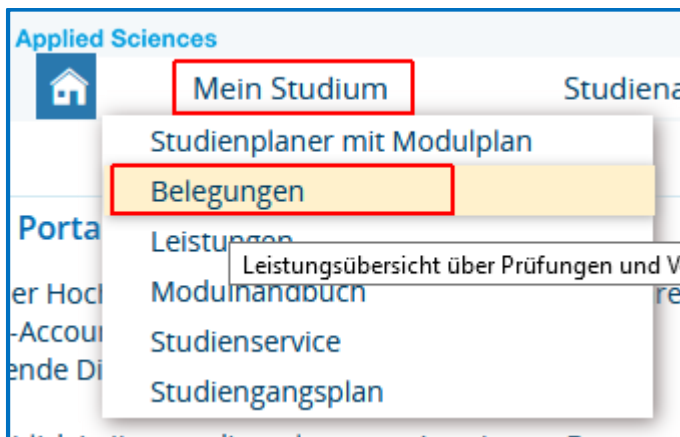 Applied Sciences
Mein Studium Studiena
Studienplaner mit Modulplan
Belegungen
Porta
Leistungen
Leistungsübersicht über Prüfungen und V
er Hoch
Modulhandbuch
re
-Accoun
Studienservice
ende Di
Studiengangsplan